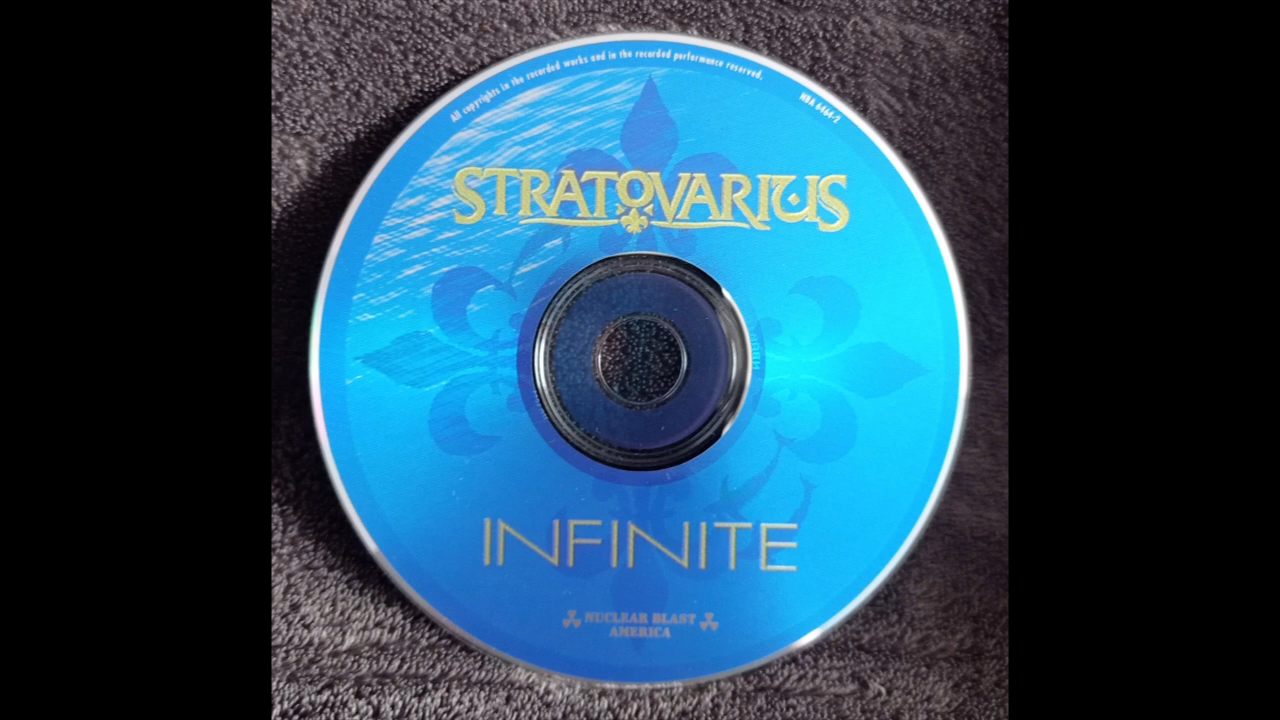 All copyrights in the recorded works and in the recorded performance reserved.
NBA 6464-2
STRATOVARIUS
INFINITE
NUCLEAR BLAST
AMERICA